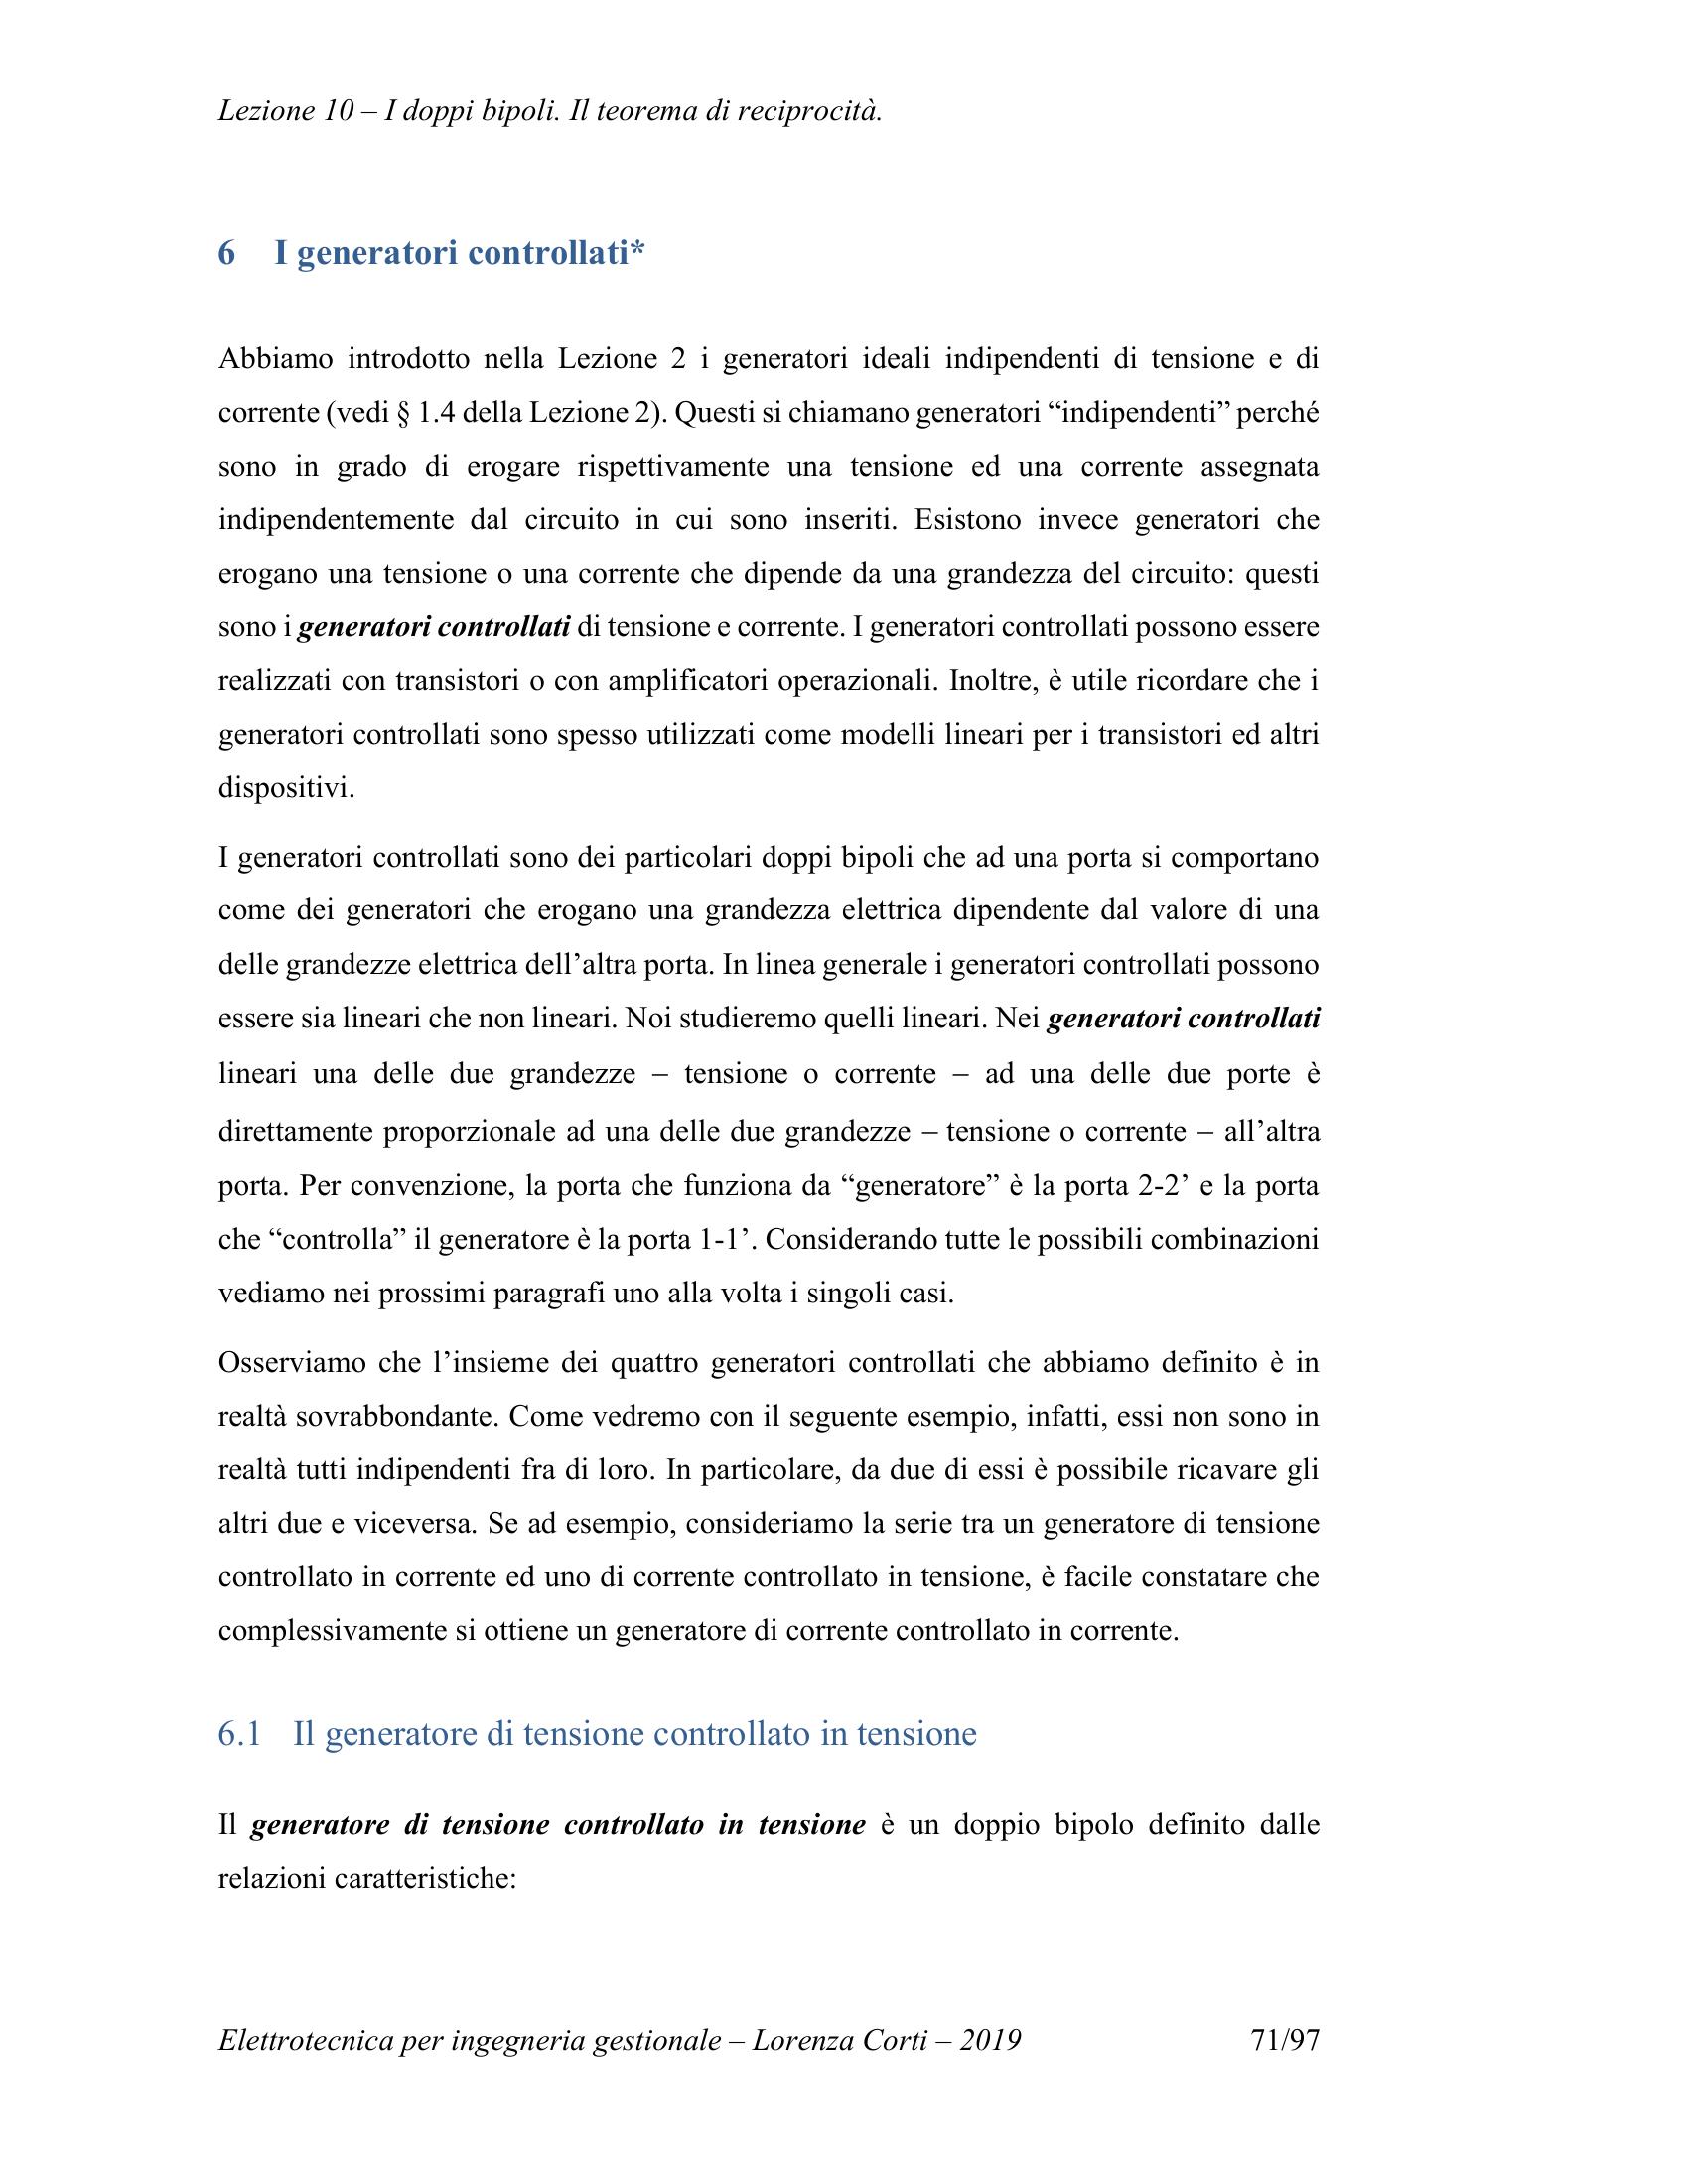 Lezione 10 – I doppi bipoli. Il teorema di reciprocità.
6 I generatori controllati*
Abbiamo introdotto nella Lezione 2 i generatori ideali indipendenti di tensione e di
corrente (vedi § 1.4 della Lezione 2). Questi si chiamano generatori “indipendenti” perché
sono in grado di erogare rispettivamente una tensione ed una corrente assegnata
indipendentemente dal circuito in cui sono inseriti. Esistono invece generatori che
erogano una tensione o una corrente che dipende da una grandezza del circuito: questi
sono i generatori controllati di tensione e corrente. I generatori controllati possono essere
realizzati con transistori o con amplificatori operazionali. Inoltre, è utile ricordare che i
generatori controllati sono spesso utilizzati come modelli lineari per i transistori ed altri
dispositivi.
I generatori controllati sono dei particolari doppi bipoli che ad una porta si comportano
come dei generatori che erogano una grandezza elettrica dipendente dal valore di una
delle grandezze elettrica dell’altra porta. In linea generale i generatori controllati possono
essere sia lineari che non lineari. Noi studieremo quelli lineari. Nei generatori controllati
lineari una delle due grandezze – tensione o corrente – ad una delle due porte è
direttamente proporzionale ad una delle due grandezze – tensione o corrente – all’altra
porta. Per convenzione, la porta che funziona da “generatore” è la porta 2-2’ e la porta
che “controlla” il generatore è la porta 1-1’. Considerando tutte le possibili combinazioni
vediamo nei prossimi paragrafi uno alla volta i singoli casi.
Osserviamo che l’insieme dei quattro generatori controllati che abbiamo definito è in
realtà sovrabbondante. Come vedremo con il seguente esempio, infatti, essi non sono in
realtà tutti indipendenti fra di loro. In particolare, da due di essi è possibile ricavare gli
altri due e viceversa. Se ad esempio, consideriamo la serie tra un generatore di tensione
controllato in corrente ed uno di corrente controllato in tensione, è facile constatare che
complessivamente si ottiene un generatore di corrente controllato in corrente.
6.1 Il generatore di tensione controllato in tensione
Il generatore di tensione controllato in tensione è un doppio bipolo definito dalle
relazioni caratteristiche:
Elettrotecnica per ingegneria gestionale – Lorenza Corti – 2019 71/97